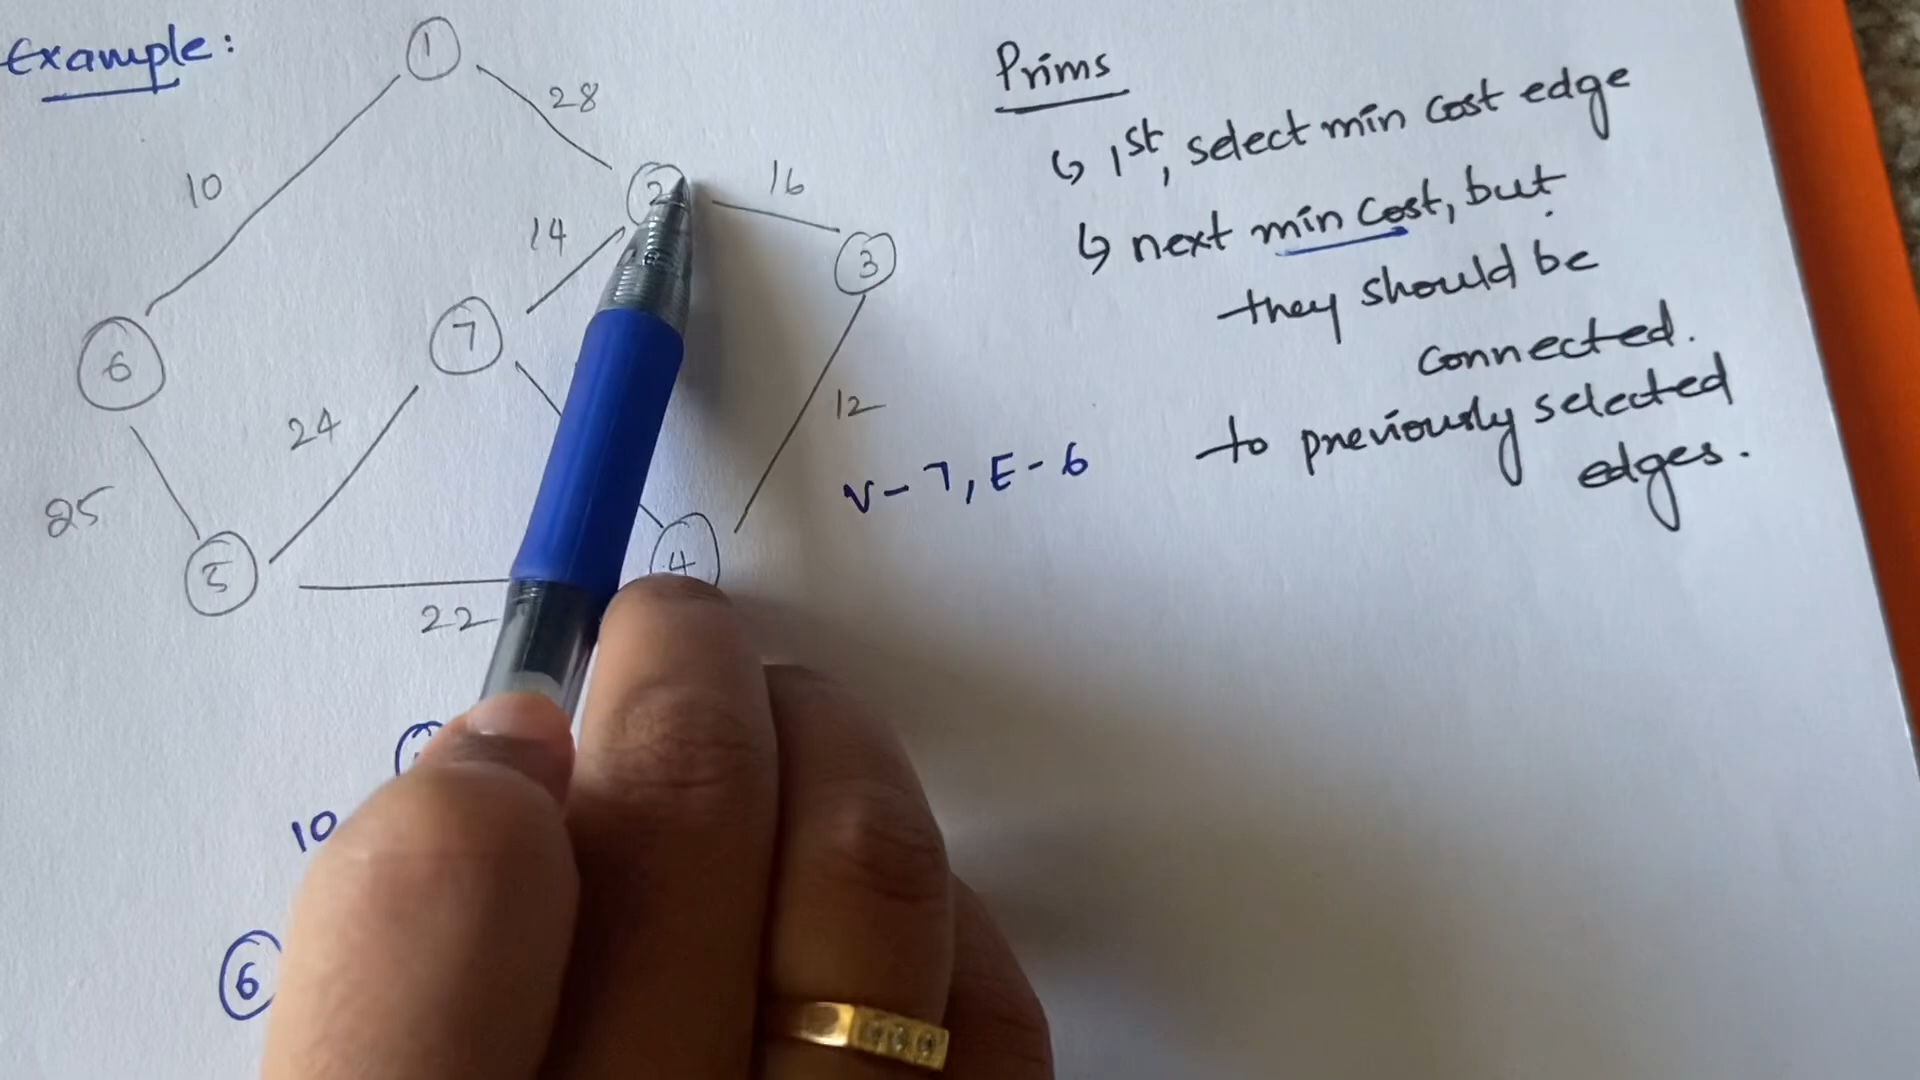 Example:
1
28
10
2
16
14
3
7
6
24
12
25
5
4
22
V-7, E-6
10
6
Prims
↳ 1st, select min cost edge
↳ next min cost, but
they should be
connected.
to previously selected
edges.